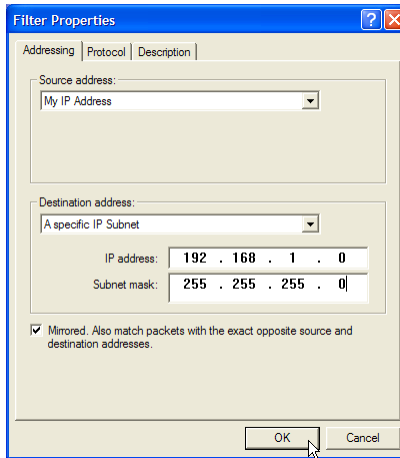 Filter Properties
Addressing Protocol Description
Source address:
My IP Address
Destination address:
A specific IP Subnet
IP address: 192 . 168 . 1 . 0
Subnet mask: 255 . 255 . 255 . 0
Mirrored. Also match packets with the exact opposite source and
destination addresses.
OK Cancel